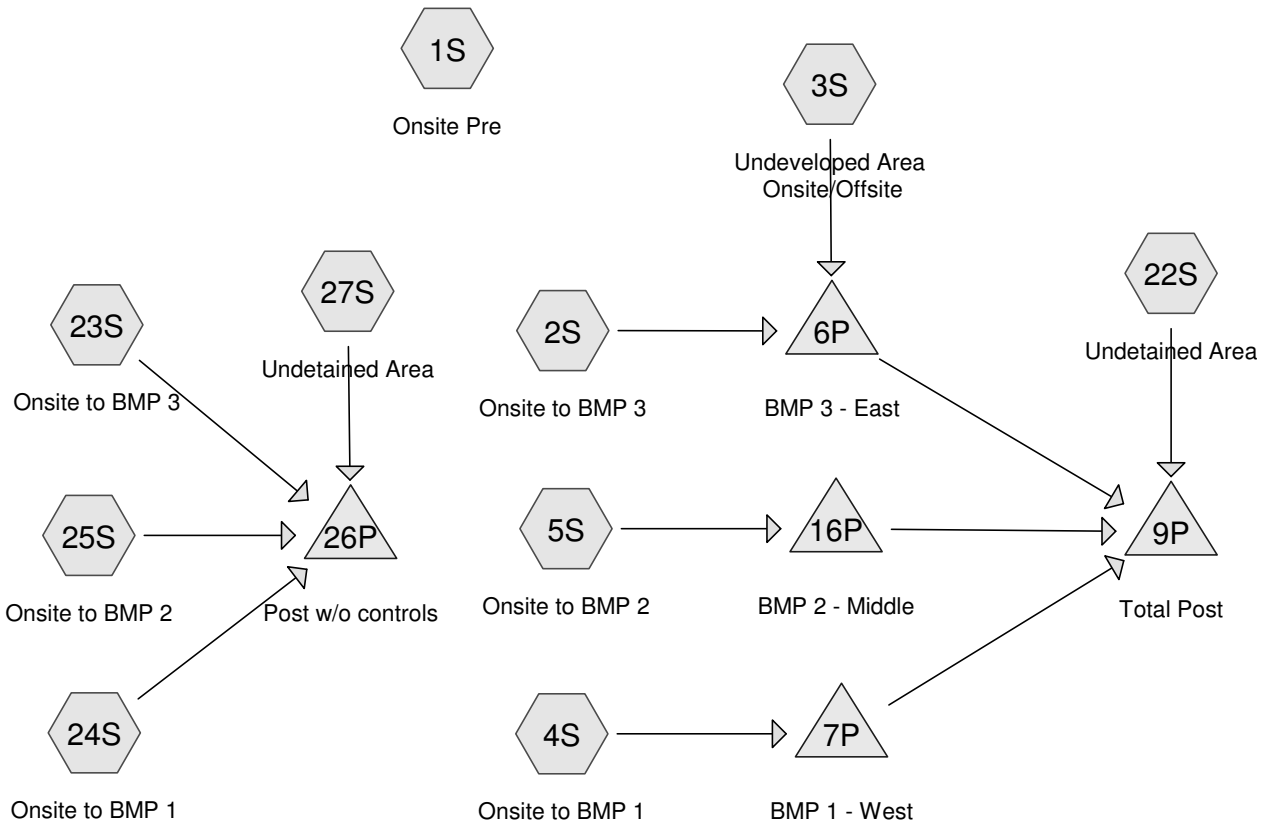 1S
Onsite Pre
3S
Undeveloped Area
Onsite/Offsite
27S
Undetained Area
23S
Onsite to BMP 3
25S
Onsite to BMP 2
24S
Onsite to BMP 1
26P
Post w/o controls
2S
Onsite to BMP 3
6P
BMP 3 - East
5S
Onsite to BMP 2
16P
BMP 2 - Middle
4S
Onsite to BMP 1
7P
BMP 1 - West
22S
Undetained Area
9P
Total Post